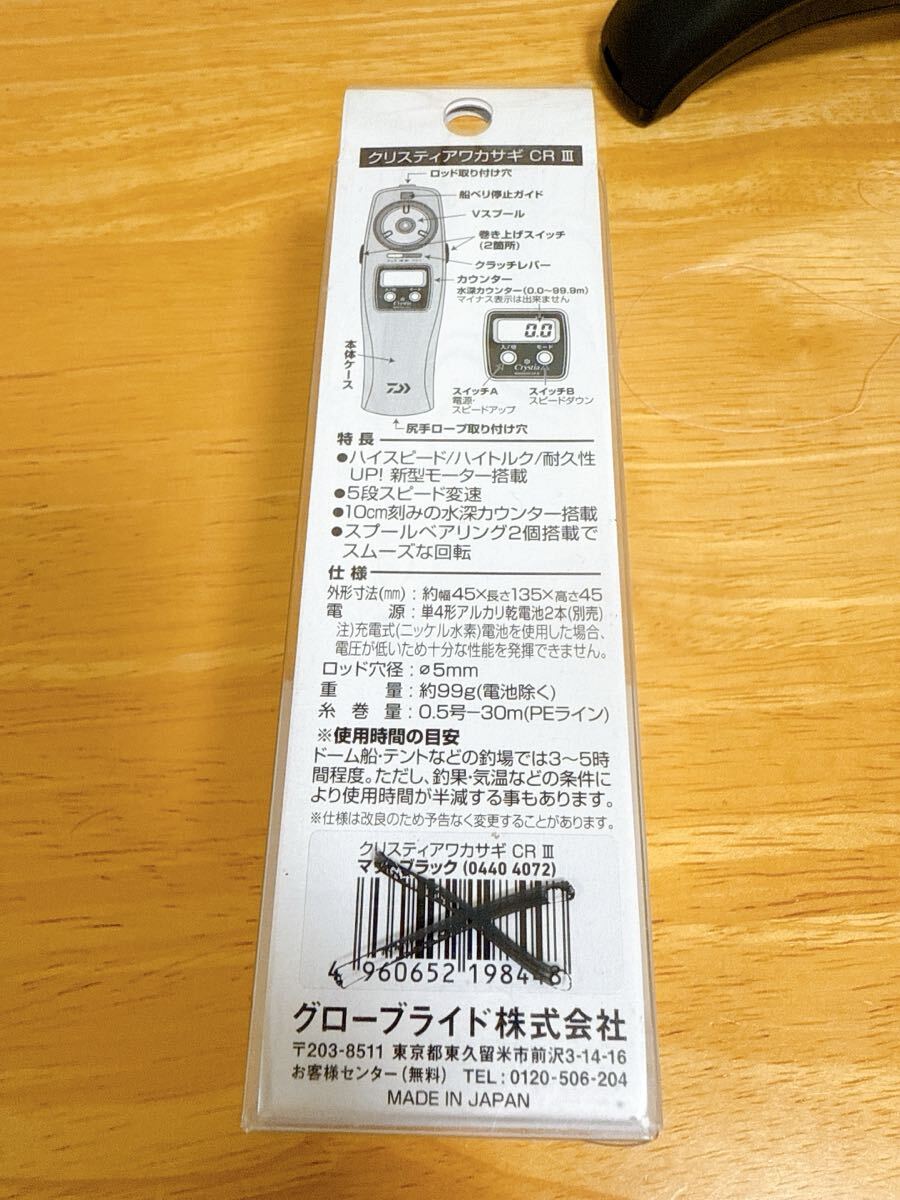 クリスティアワカサギ CR Ⅲ
ロッド取り付け穴
船べり停止ガイド
Vスプール
巻き上げスイッチ
(2箇所)
クラッチレバー
カウンター
水深カウンター(0.0〜99.9m)
マイナス表示は出来ません
本体ケース
0.0
入/切
モード
Crystia
スイッチA
電源・
スピードアップ
スイッチB
スピードダウン
尻手ロープ取り付け穴
特長
●ハイスピード/ハイトルク/耐久性
UP! 新型モーター搭載
●5段スピード変速
●10cm刻みの水深カウンター搭載
●スプールベアリング2個搭載で
スムーズな回転
仕様
外形寸法(mm) : 約幅45×長さ135×高さ45
電源 : 単4形アルカリ乾電池2本(別売)
注)充電式(ニッケル水素)電池を使用した場合、
電圧が低いため十分な性能を発揮できません。
ロッド穴径 : ø5mm
重量 : 約99g(電池除く)
糸巻量 : 0.5号−30m(PEライン)
※使用時間の目安
ドーム船・テントなどの釣場では3〜5時
間程度。ただし、釣果・気温などの条件に
より使用時間が半減する事もあります。
※仕様は改良のため予告なく変更することがあります。
クリスティアワカサギ CR Ⅲ
マットブラック (0440 4072)
4 960652 198448
グローブライド株式会社
〒203-8511 東京都東久留米市前沢3-14-16
お客様センター(無料) TEL:0120-506-204
MADE IN JAPAN